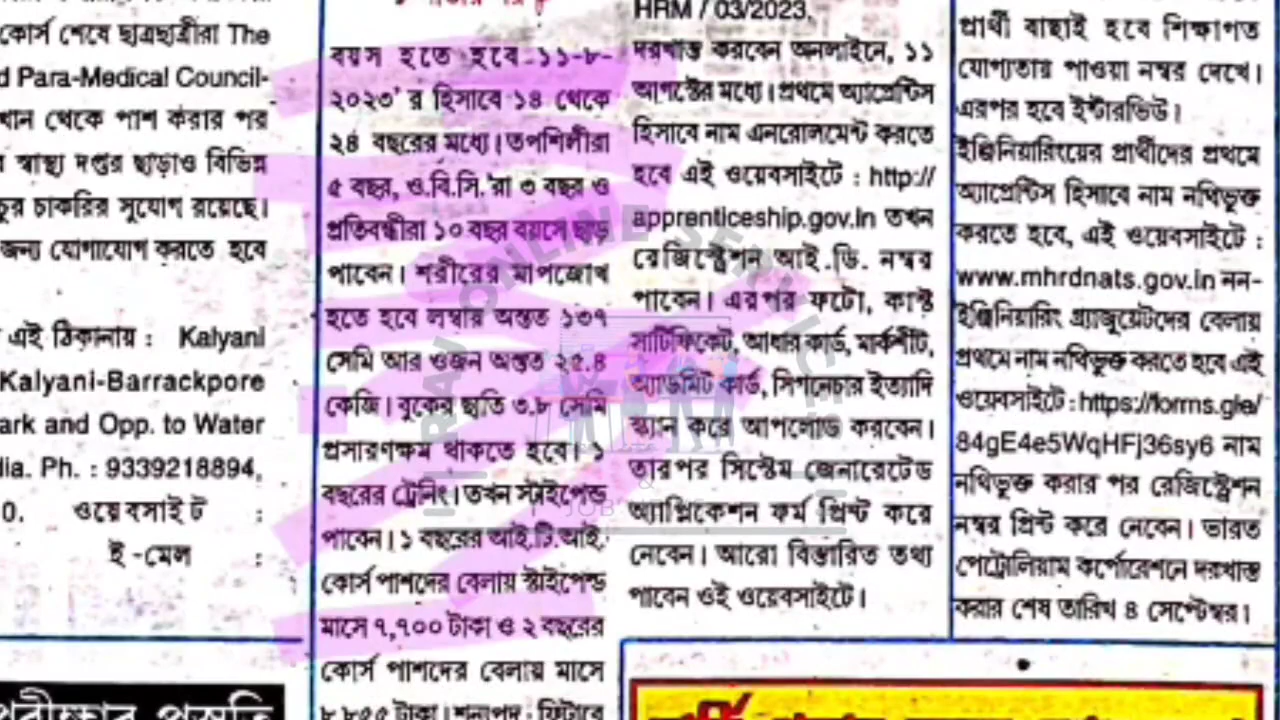 কোর্স শেষে ছাত্রছাত্রীরা The
d Para-Medical Council-
খান থেকে পাশ করার পর
র স্বাস্থ্য দপ্তর ছাড়াও বিভিন্ন
চুর চাকরির সুযোগ রয়েছে।
জন্য যোগাযোগ করতে হবে
এই ঠিকানায় : Kalyani
Kalyani-Barrackpore
ark and Opp. to Water
dia. Ph. : 9339218894,
0. ওয়েবসাইট :
ই-মেল :
বয়স হতে হবে ১১-৮-
২০২৩'র হিসাবে ১৪ থেকে
২৪ বছরের মধ্যে। তপশিলীরা
৫ বছর, ও.বি.সি.'রা ৩ বছর ও
প্রতিবন্ধীরা ১০ বছর বয়সে ছাড়
পাবেন। শরীরের মাপজোখ
হতে হবে লম্বায় অন্তত ১৩৭
সেমি আর ওজন অন্তত ২৫.৪
কেজি। বুকের ছাতি ৩.৮ সেমি
প্রসারণক্ষম থাকতে হবে। ১
বছরের ট্রেনিং। তখন স্টাইপেন্ড
পাবেন। ১ বছরের আই.টি.আই.
কোর্স পাশদের বেলায় স্টাইপেন্ড
মাসে ৭,৭০০ টাকা ও ২ বছরের
কোর্স পাশদের বেলায় মাসে
৮,৮৫৫ টাকা। শূন্যপদ : ফিটারে
HRM / 03/2023.
দরখাস্ত করবেন অনলাইনে, ১১
আগস্টের মধ্যে। প্রথমে অ্যাপ্রেন্টিস
হিসাবে নাম এনরোলমেন্ট করতে
হবে এই ওয়েবসাইটে : http://
apprenticeship.gov.in তখন
রেজিস্ট্রেশন আই.ডি. নম্বর
পাবেন। এরপর ফটো, কাস্ট
সার্টিফিকেট, আধার কার্ড, মার্কশীট,
অ্যাডমিট কার্ড, সিগনেচার ইত্যাদি
স্ক্যান করে আপলোড করবেন।
তারপর সিস্টেম জেনারেটেড
অ্যাপ্লিকেশন ফর্ম প্রিন্ট করে
নেবেন। আরো বিস্তারিত তথ্য
পাবেন ওই ওয়েবসাইটে।
প্রার্থী বাছাই হবে শিক্ষাগত
যোগ্যতায় পাওয়া নম্বর দেখে।
এরপর হবে ইন্টারভিউ।
ইঞ্জিনিয়ারিংয়ের প্রার্থীদের প্রথমে
অ্যাপ্রেন্টিস হিসাবে নাম নথিভুক্ত
করতে হবে, এই ওয়েবসাইটে :
www.mhrdnats.gov.in নন-
ইঞ্জিনিয়ারিং গ্র্যাজুয়েটদের বেলায়
প্রথমে নাম নথিভুক্ত করতে হবে এই
ওয়েবসাইটে : https://forms.gle/
84gE4e5WqHFj36sy6 নাম
নথিভুক্ত করার পর রেজিস্ট্রেশন
নম্বর প্রিন্ট করে নেবেন। ভারত
পেট্রোলিয়াম কর্পোরেশনে দরখাস্ত
করার শেষ তারিখ ৪ সেপ্টেম্বর।
ONLINE SERVICES